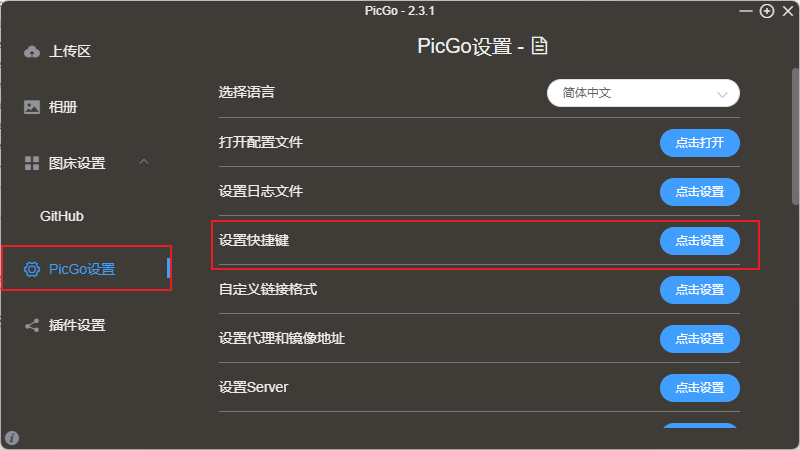 PicGo - 2.3.1
上传区
相册
图床设置
GitHub
PicGo设置
插件设置
PicGo设置 -
选择语言 简体中文
打开配置文件 点击打开
设置日志文件 点击设置
设置快捷键 点击设置
自定义链接格式 点击设置
设置代理和镜像地址 点击设置
设置Server 点击设置